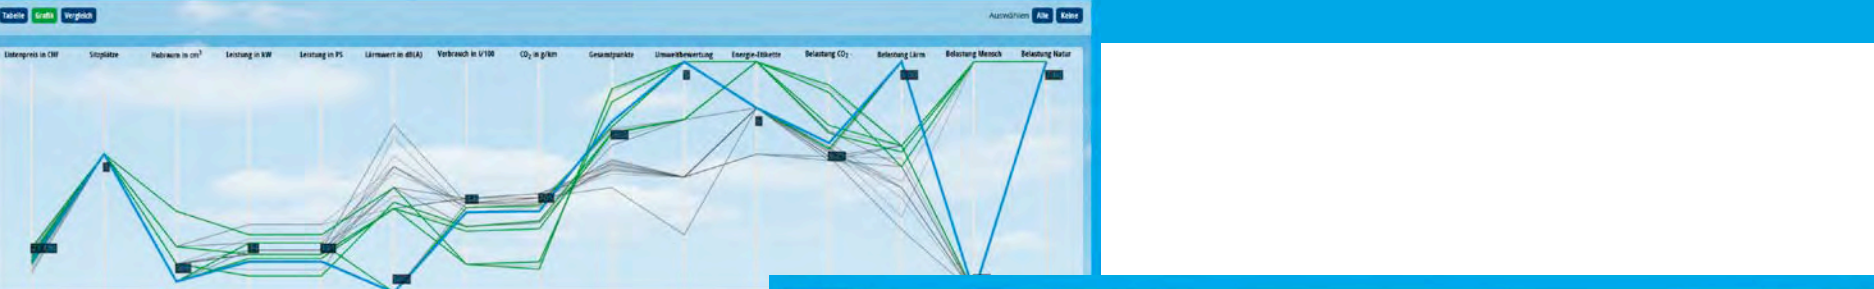 Tabelle Grafik Vergleich
Auswählen Alle Keine
Listenpreis in CHF Sitzplätze Hubraum in cm³ Leistung in kW Leistung in PS Lärmwert in dB(A) Verbrauch in l/100 CO₂ in g/km Gesamtpunkte Umweltbewertung Energie-Etikette Belastung CO₂ - Belastung Lärm Belastung Mensch Belastung Natur